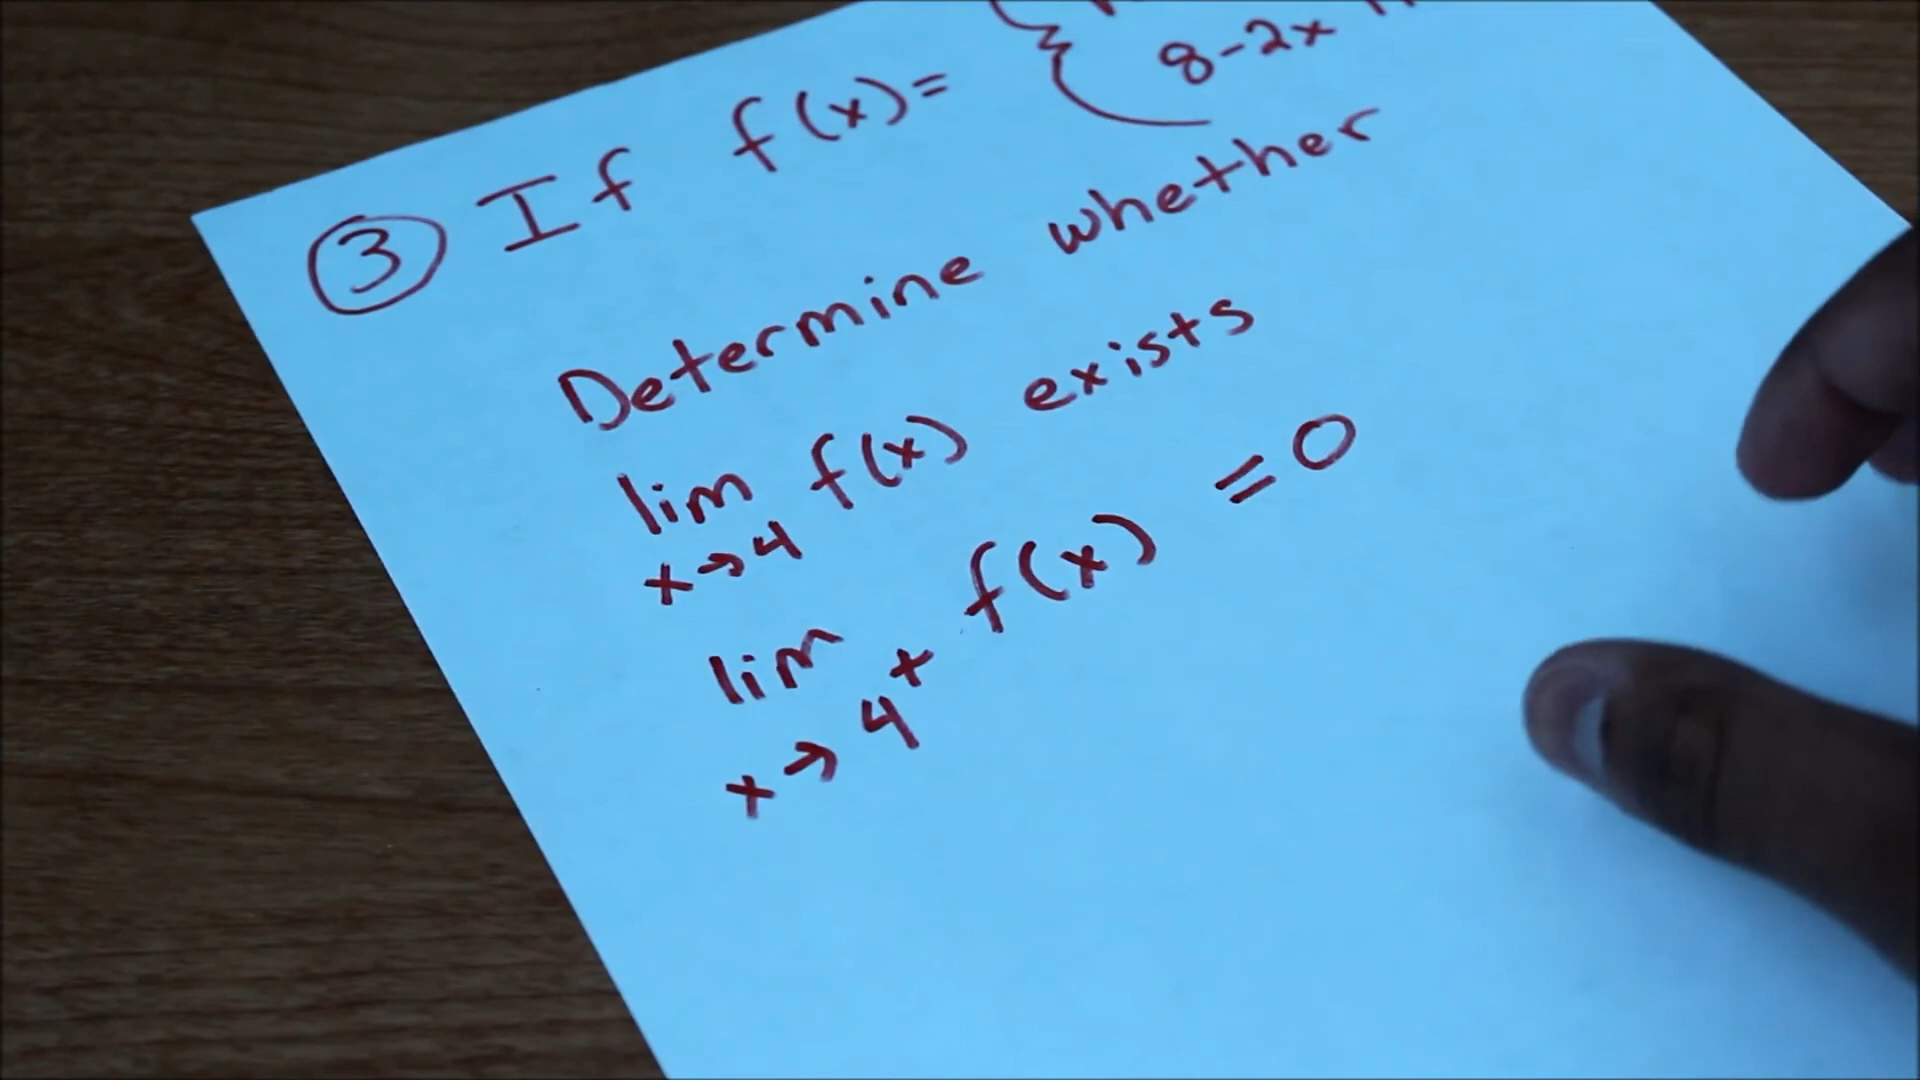 8-2x
③ If f(x)= {
Determine whether
lim f(x) exists
x→4
lim f(x) = 0
x→4⁺